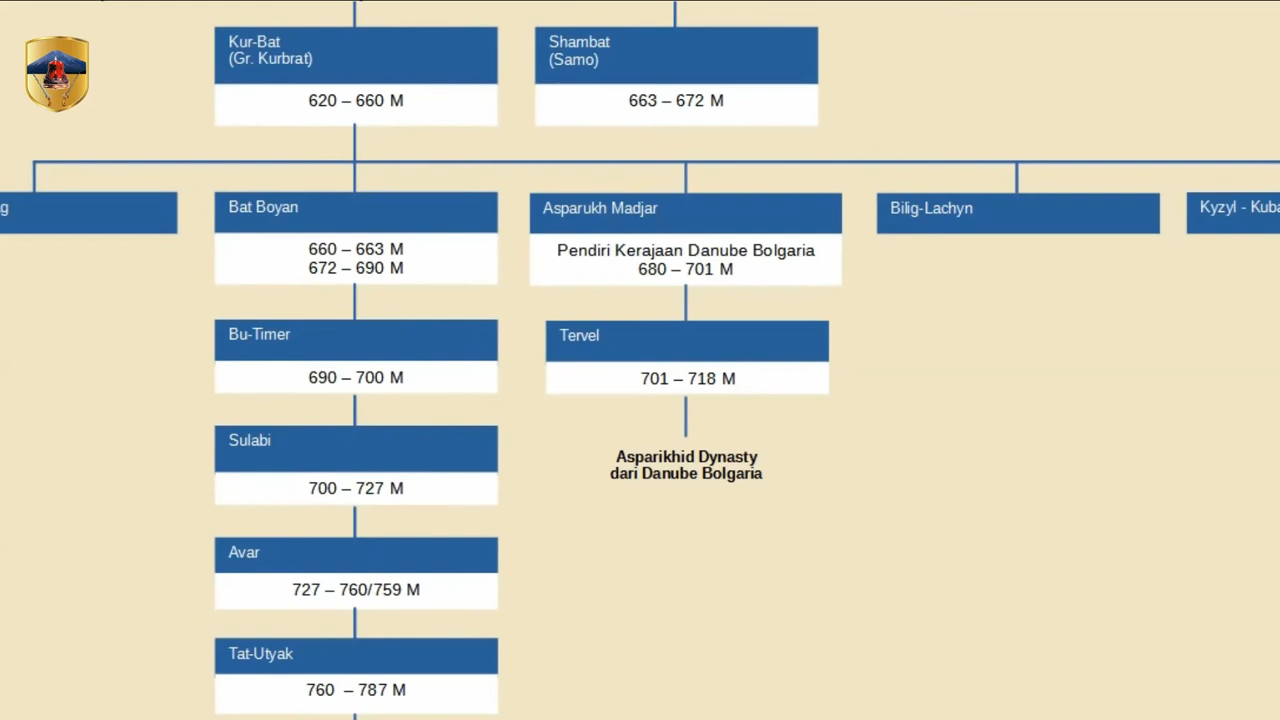 Kur-Bat
(Gr. Kurbrat)
620 – 660 M
Shambat
(Samo)
663 – 672 M
Bat Boyan
660 – 663 M
672 – 690 M
Asparukh Madjar
Pendiri Kerajaan Danube Bolgaria
680 – 701 M
Bilig-Lachyn
Kyzyl - Kuba
Bu-Timer
690 – 700 M
Tervel
701 – 718 M
Asparikhid Dynasty
dari Danube Bolgaria
Sulabi
700 – 727 M
Avar
727 – 760/759 M
Tat-Utyak
760 – 787 M